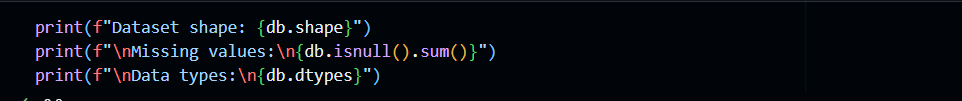 print(f"Dataset shape: {db.shape}")
print(f"\nMissing values:\n{db.isnull().sum()}")
print(f"\nData types:\n{db.dtypes}")